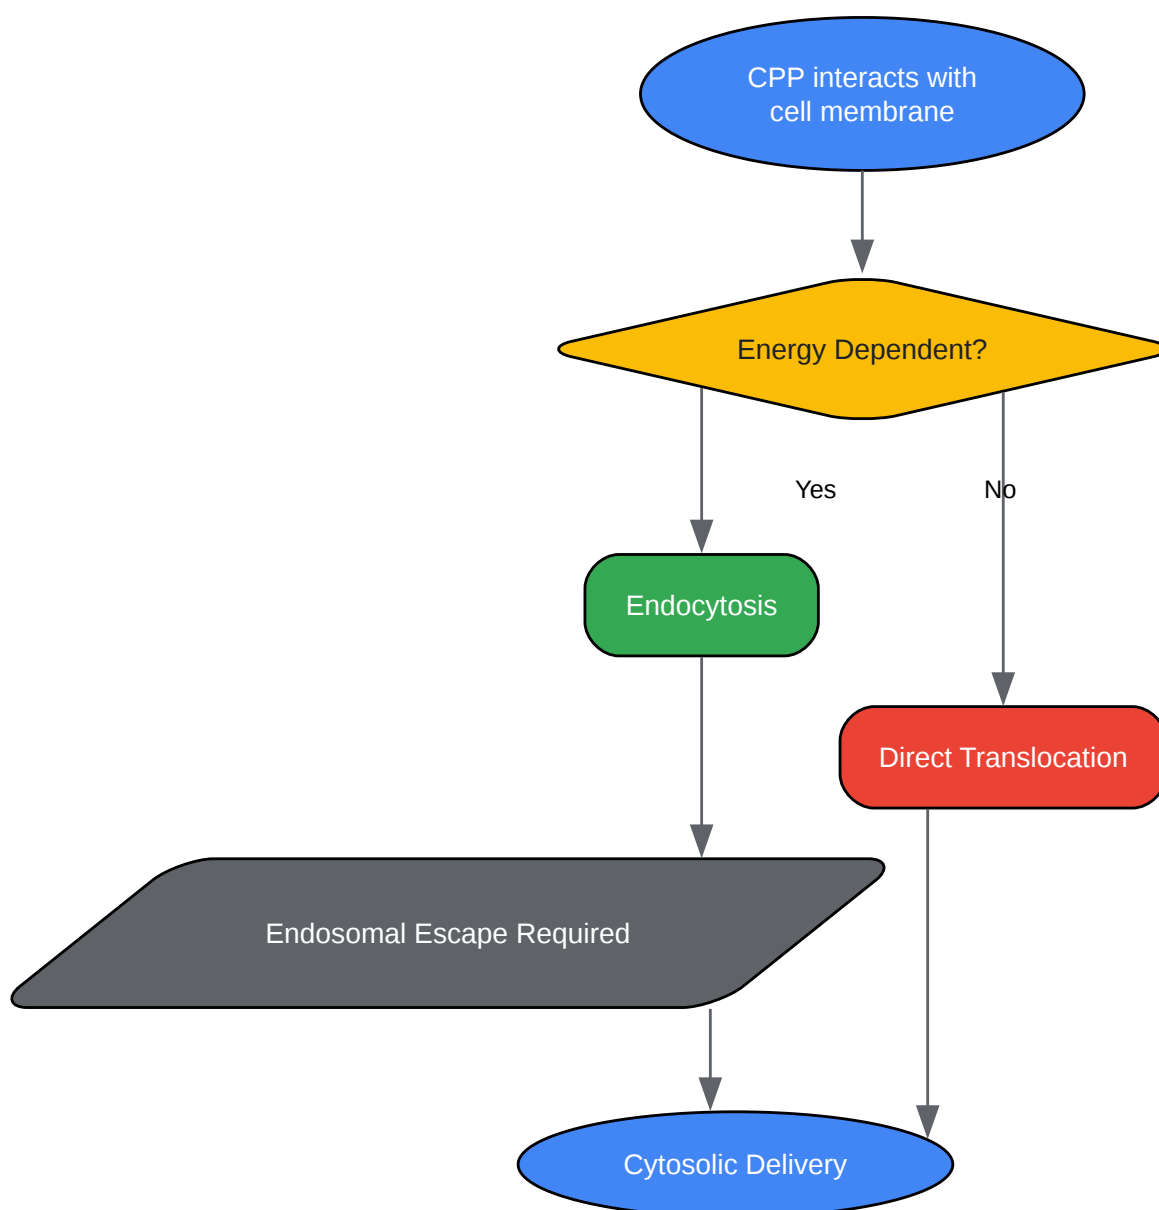 CPP interacts with
cell membrane
Energy Dependent?
Yes
No
Endocytosis
Direct Translocation
Endosomal Escape Required
Cytosolic Delivery